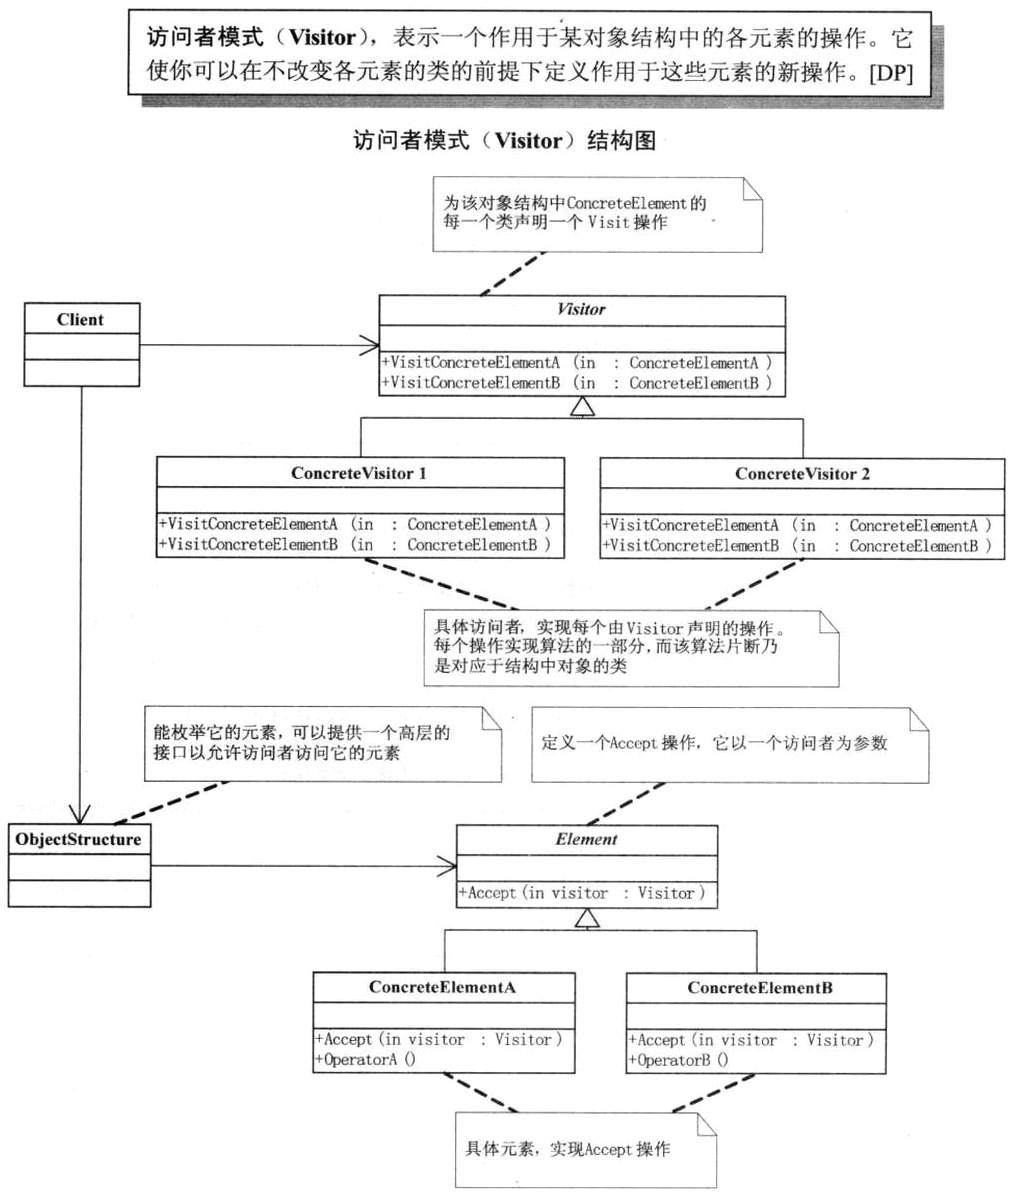 访问者模式（Visitor），表示一个作用于某对象结构中的各元素的操作。它
使你可以在不改变各元素的类的前提下定义作用于这些元素的新操作。[DP]
访问者模式（Visitor）结构图
为该对象结构中ConcreteElement的
每一个类声明一个 Visit 操作
Client
Visitor
+VisitConcreteElementA (in : ConcreteElementA )
+VisitConcreteElementB (in : ConcreteElementB )
ConcreteVisitor 1
+VisitConcreteElementA (in : ConcreteElementA )
+VisitConcreteElementB (in : ConcreteElementB )
ConcreteVisitor 2
+VisitConcreteElementA (in : ConcreteElementA )
+VisitConcreteElementB (in : ConcreteElementB )
具体访问者，实现每个由Visitor声明的操作。
每个操作实现算法的一部分，而该算法片断乃
是对应于结构中对象的类
能枚举它的元素，可以提供一个高层的
接口以允许访问者访问它的元素
定义一个Accept操作，它以一个访问者为参数
ObjectStructure
Element
+Accept(in visitor : Visitor)
ConcreteElementA
+Accept(in visitor : Visitor)
+OperatorA()
ConcreteElementB
+Accept(in visitor : Visitor)
+OperatorB()
具体元素，实现Accept操作